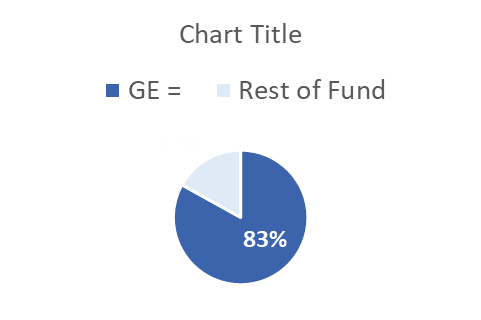 Chart Title
GE = Rest of Fund
83%